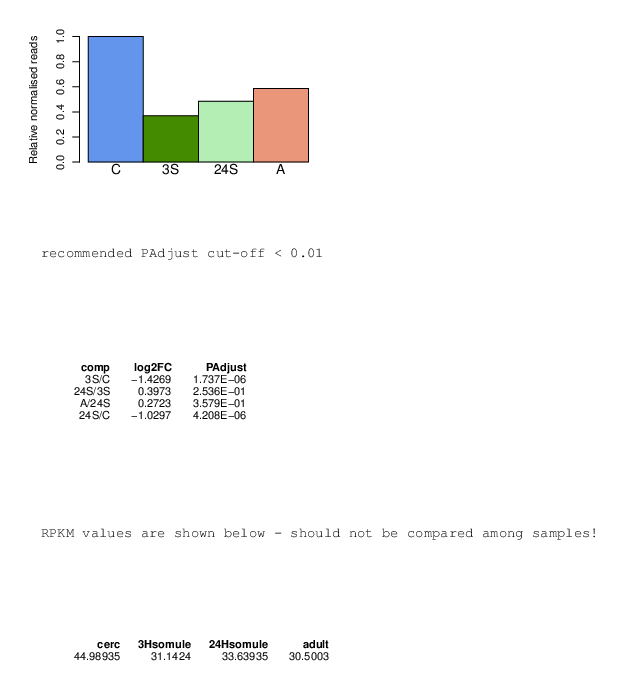 Relative normalised reads
1.0
0.8
0.6
0.4
0.2
0.0
C 3S 24S A
recommended PAdjust cut-off < 0.01
comp log2FC PAdjust
3S/C −1.4269 1.737E−06
24S/3S 0.3973 2.536E−01
A/24S 0.2723 3.579E−01
24S/C −1.0297 4.208E−06
RPKM values are shown below - should not be compared among samples!
cerc 3Hsomule 24Hsomule adult
44.98935 31.1424 33.63935 30.5003